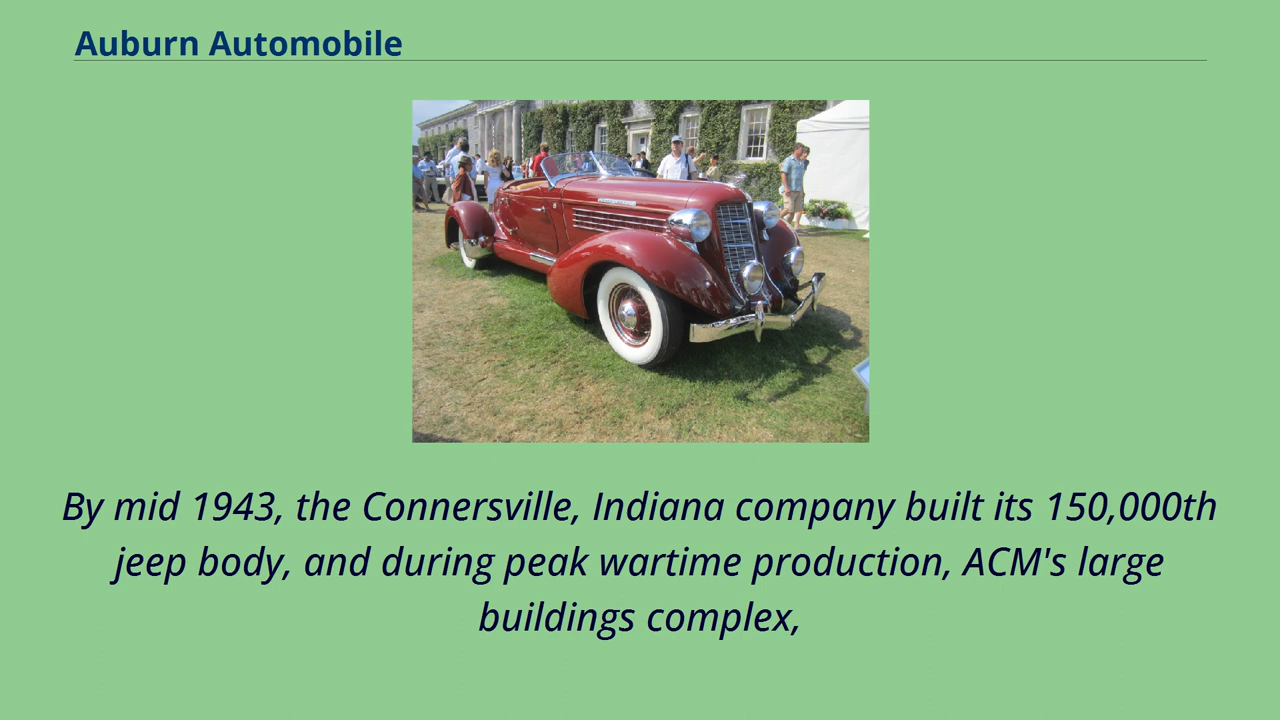 Auburn Automobile
By mid 1943, the Connersville, Indiana company built its 150,000th
jeep body, and during peak wartime production, ACM's large
buildings complex,